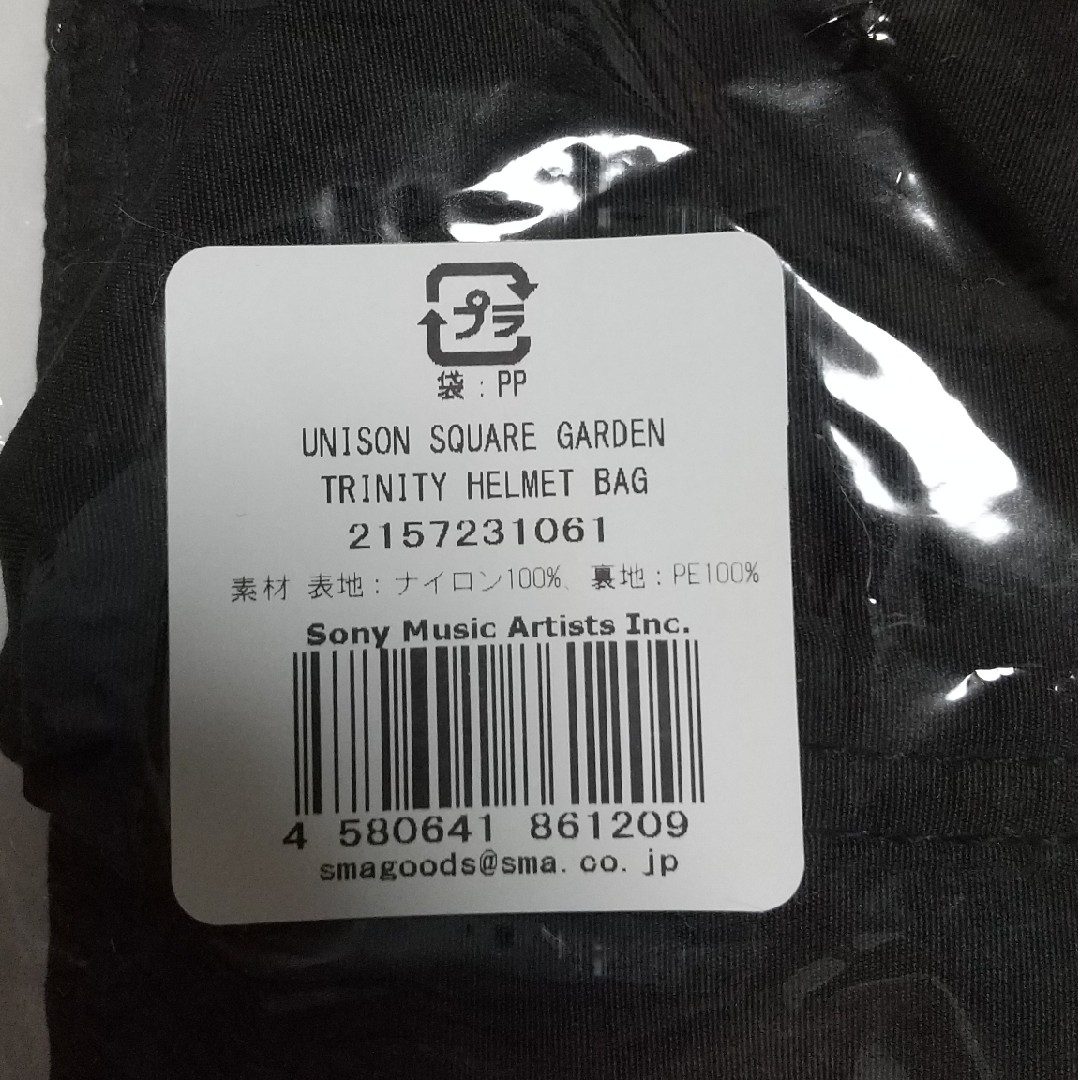 プラ
袋：PP
UNISON SQUARE GARDEN
TRINITY HELMET BAG
2157231061
素材 表地：ナイロン100%、裏地：PE100%
Sony Music Artists Inc.
4 580641 861209
smagoods@sma.co.jp